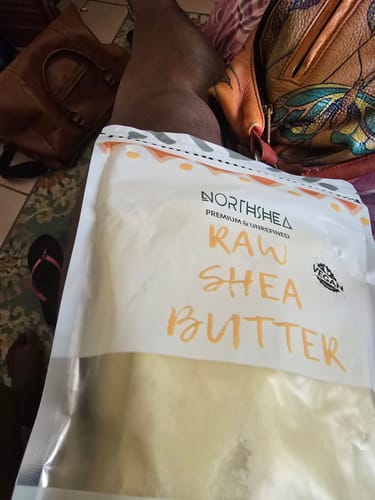 NORTHSHEA
PREMIUM & UNREFINED
RAW
SHEA
BUTTER
VEGAN